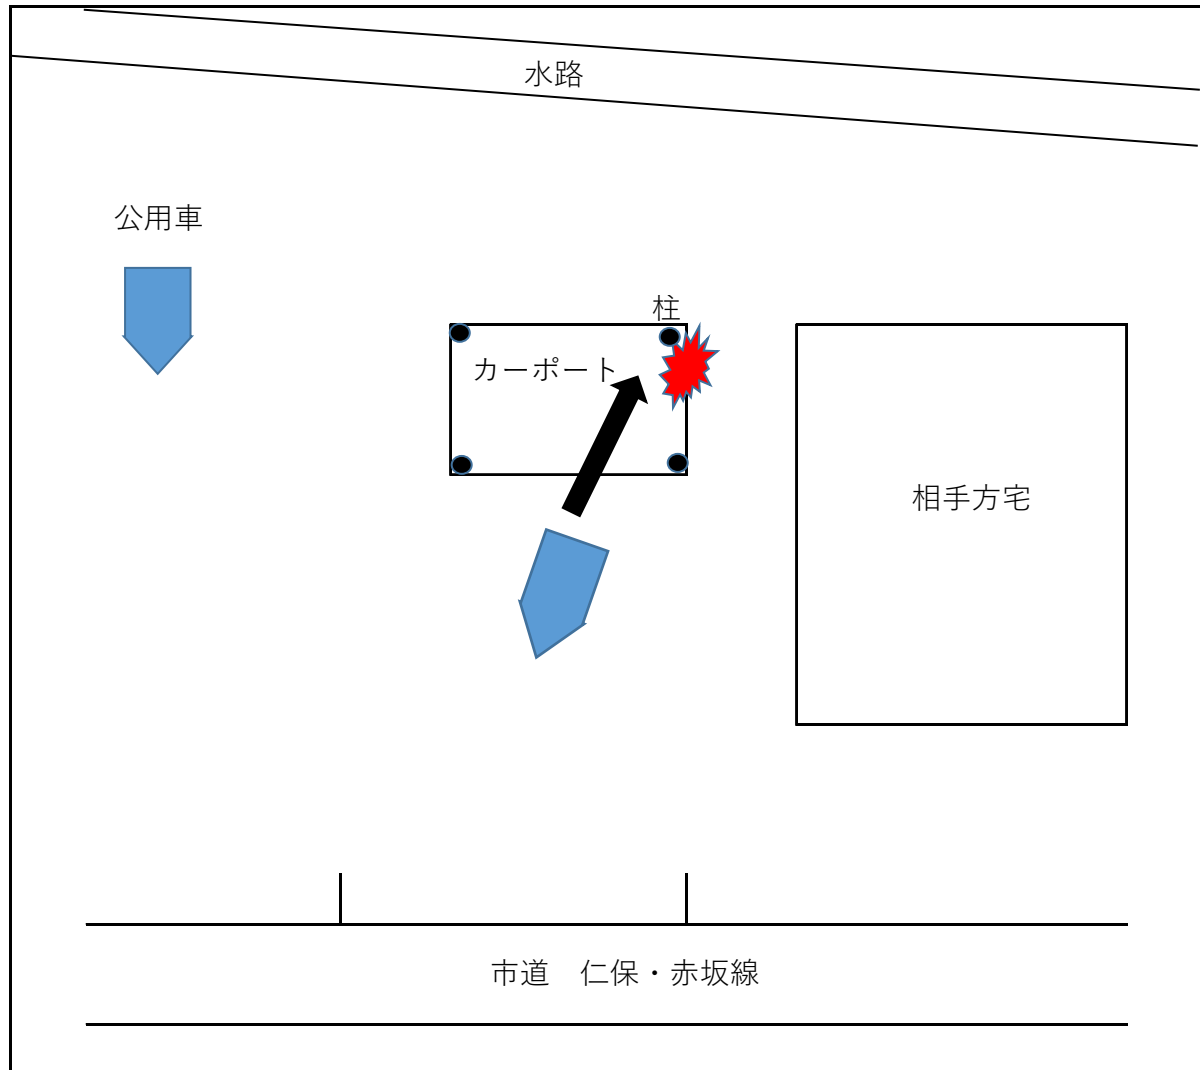 水路
公用車
柱
カーポート
相手方宅
市道　仁保・赤坂線